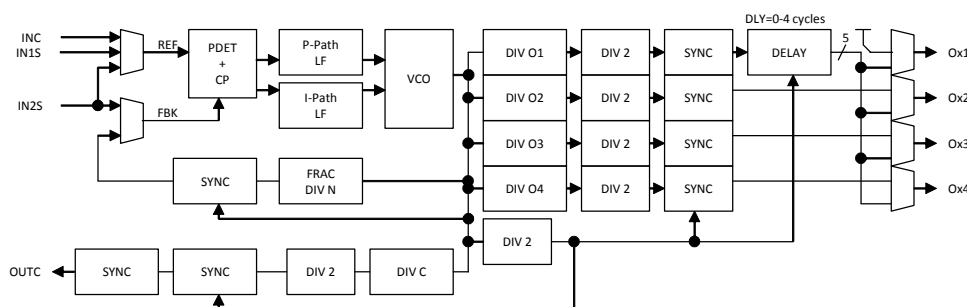 DLY=0-4 cycles
INC
IN1S
REF
PDET
+
CP
P-Path
LF
VCO
DIV O1
DIV 2
SYNC
DELAY
5
Ox1
I-Path
LF
IN2S
FBK
DIV O2
DIV 2
SYNC
Ox2
DIV O3
DIV 2
SYNC
Ox3
SYNC
FRAC
DIV N
DIV O4
DIV 2
SYNC
Ox4
DIV 2
OUTC
SYNC
SYNC
DIV 2
DIV C